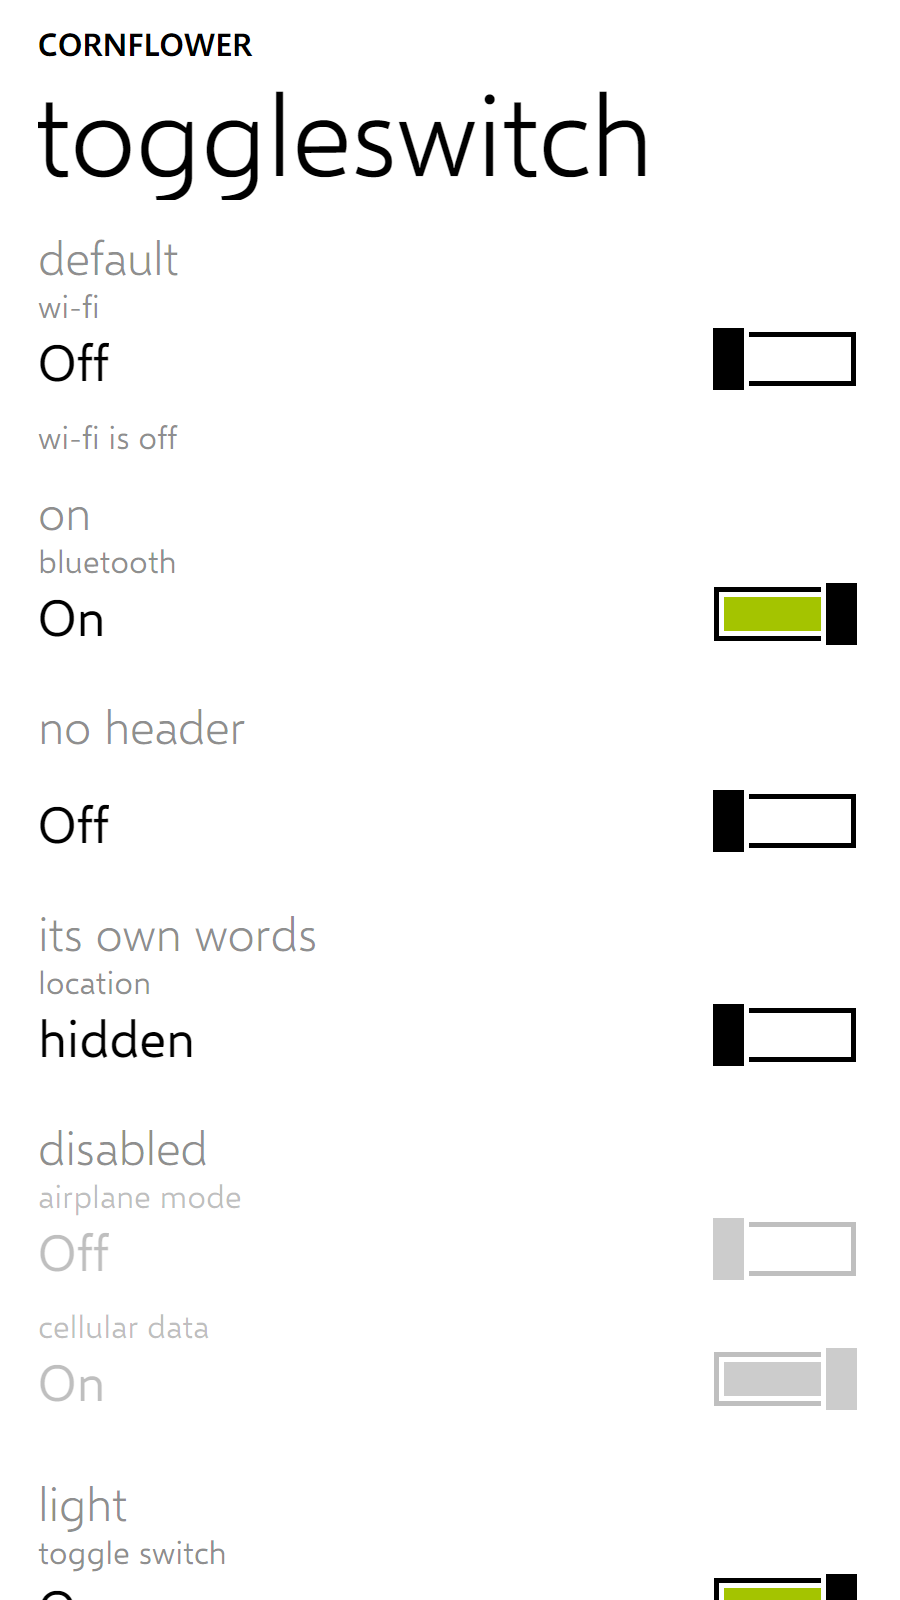 CORNFLOWER
toggleswitch
default
wi-fi
Off
wi-fi is off
on
bluetooth
On
no header
Off
its own words
location
hidden
disabled
airplane mode
Off
cellular data
On
light
toggle switch